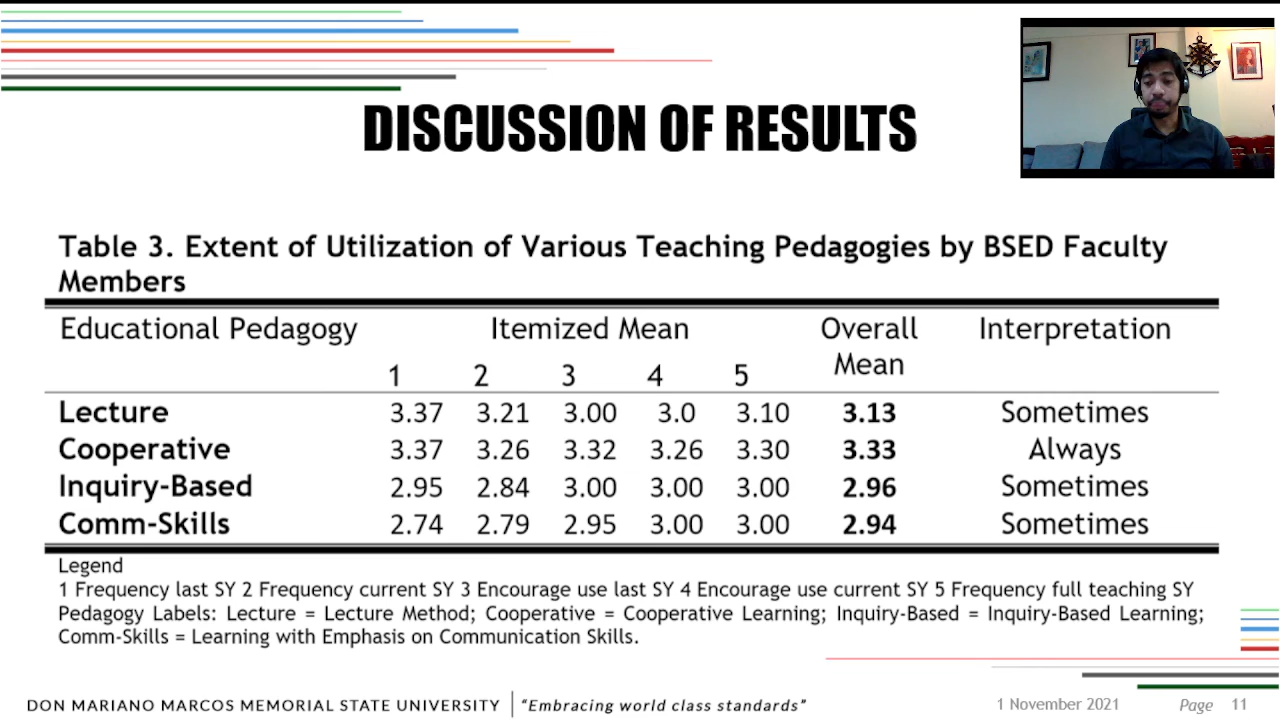 DISCUSSION OF RESULTS
Table 3. Extent of Utilization of Various Teaching Pedagogies by BSED Faculty
Members
Educational Pedagogy Itemized Mean Overall Interpretation
Mean
1 2 3 4 5
Lecture 3.37 3.21 3.00 3.0 3.10 3.13 Sometimes
Cooperative 3.37 3.26 3.32 3.26 3.30 3.33 Always
Inquiry-Based 2.95 2.84 3.00 3.00 3.00 2.96 Sometimes
Comm-Skills 2.74 2.79 2.95 3.00 3.00 2.94 Sometimes
Legend
1 Frequency last SY 2 Frequency current SY 3 Encourage use last SY 4 Encourage use current SY 5 Frequency full teaching SY
Pedagogy Labels: Lecture = Lecture Method; Cooperative = Cooperative Learning; Inquiry-Based = Inquiry-Based Learning;
Comm-Skills = Learning with Emphasis on Communication Skills.
DON MARIANO MARCOS MEMORIAL STATE UNIVERSITY "Embracing world class standards" 1 November 2021 Page 11